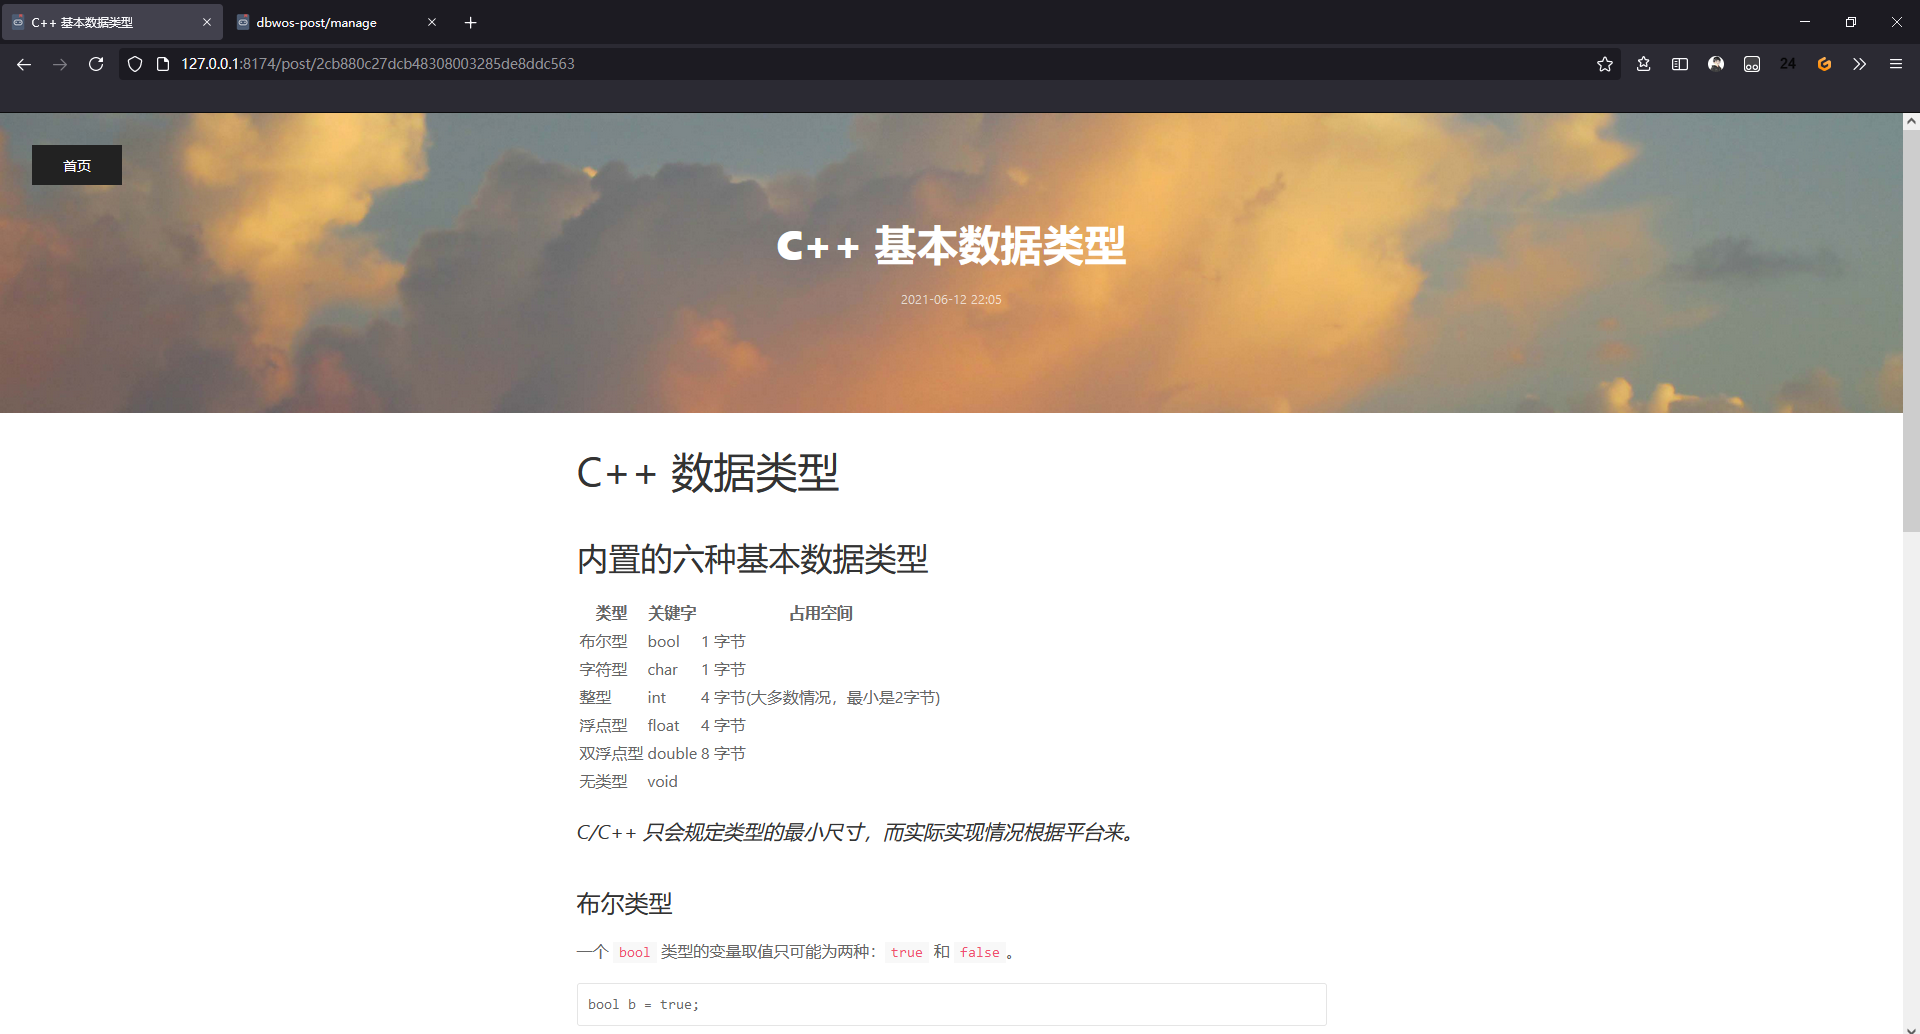 C++ 基本数据类型
dbwos-post/manage
127.0.0.1:8174/post/2cb880c27dcb48308003285de8ddc563
24
首页
C++ 基本数据类型
2021-06-12 22:05
C++ 数据类型
内置的六种基本数据类型
类型 关键字 占用空间
布尔型 bool 1 字节
字符型 char 1 字节
整型 int 4 字节(大多数情况，最小是2字节)
浮点型 float 4 字节
双浮点型 double 8 字节
无类型 void
C/C++ 只会规定类型的最小尺寸，而实际实现情况根据平台来。
布尔类型
一个 bool 类型的变量取值只可能为两种：true 和 false。
bool b = true;